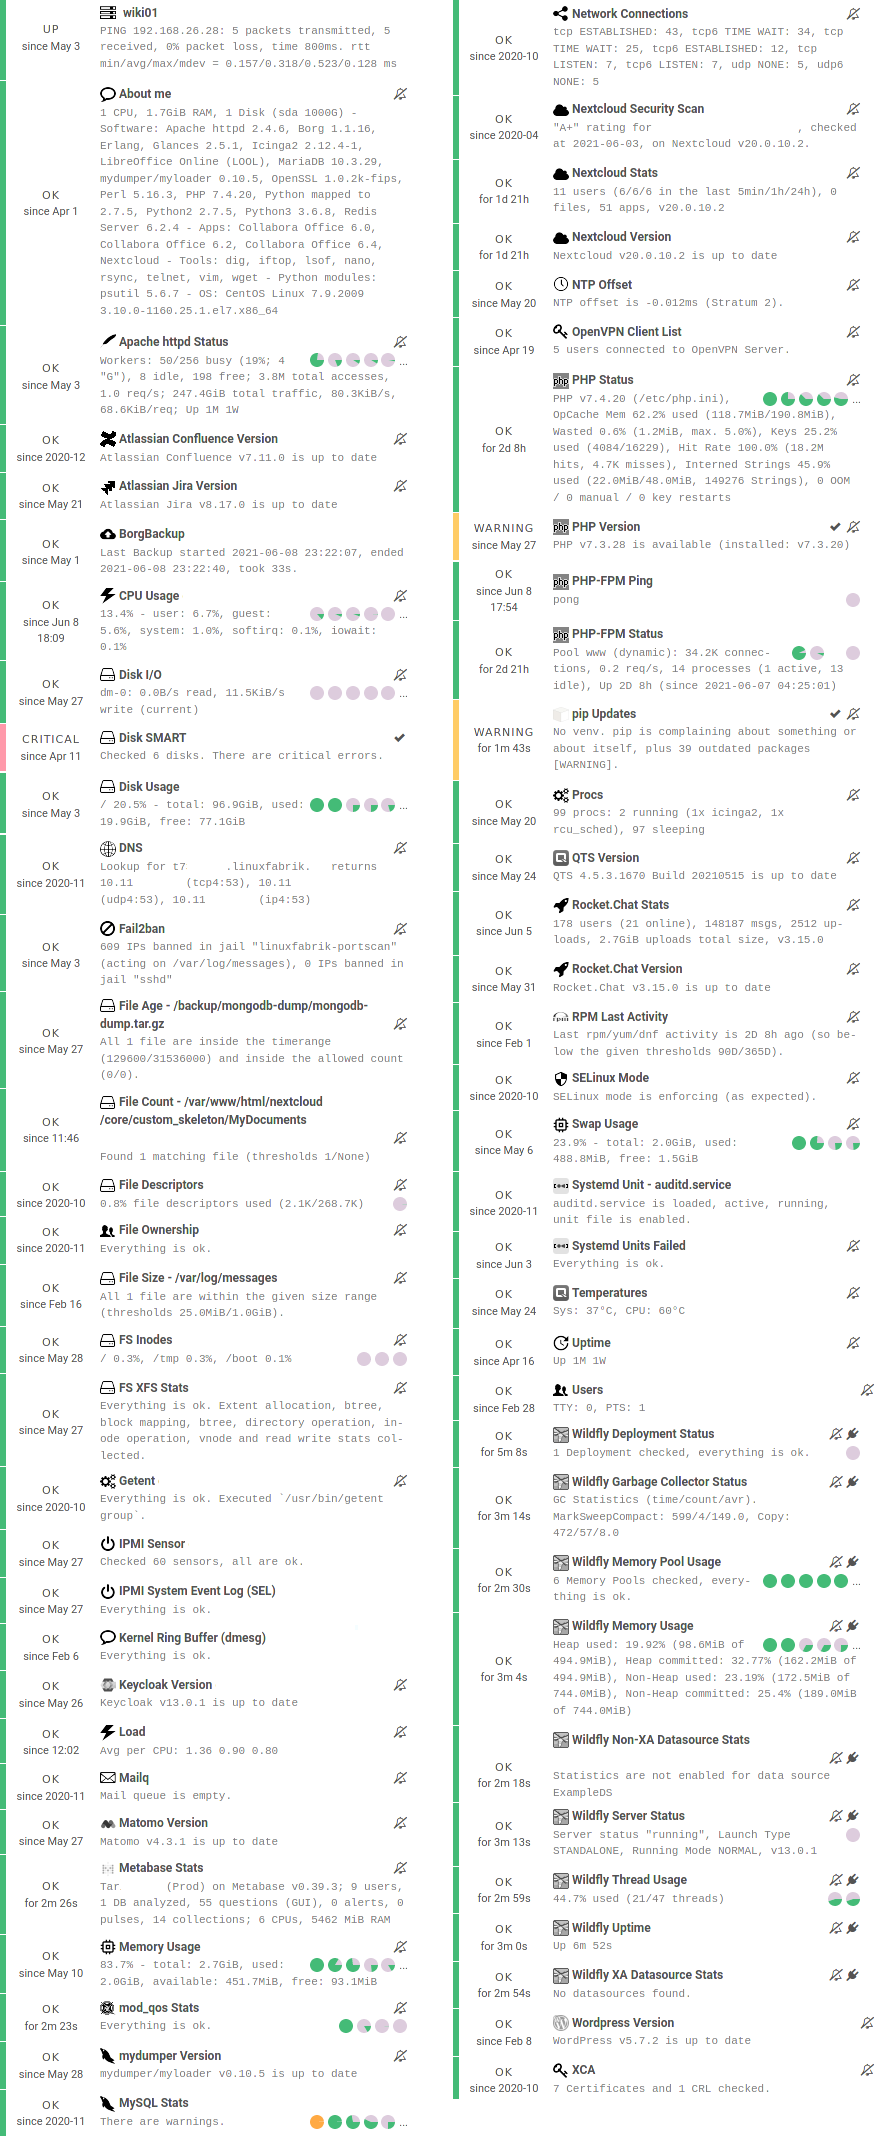 UP
since May 3
wiki01
PING 192.168.26.28: 5 packets transmitted, 5
received, 0% packet loss, time 800ms. rtt
min/avg/max/mdev = 0.157/0.318/0.523/0.128 ms
OK
since Apr 1
About me
1 CPU, 1.7GiB RAM, 1 Disk (sda 1000G) -
Software: Apache httpd 2.4.6, Borg 1.1.16,
Erlang, Glances 2.5.1, Icinga2 2.12.4-1,
LibreOffice Online (LOOL), MariaDB 10.3.29,
mydumper/myloader 0.10.5, OpenSSL 1.0.2k-fips,
Perl 5.16.3, PHP 7.4.20, Python mapped to
2.7.5, Python2 2.7.5, Python3 3.6.8, Redis
Server 6.2.4 - Apps: Collabora Office 6.0,
Collabora Office 6.2, Collabora Office 6.4,
Nextcloud - Tools: dig, iftop, lsof, nano,
rsync, telnet, vim, wget - Python modules:
psutil 5.6.7 - OS: CentOS Linux 7.9.2009
3.10.0-1160.25.1.el7.x86_64
OK
since May 3
Apache httpd Status
Workers: 50/256 busy (19%; 4 ...
"G"), 8 idle, 198 free; 3.8M total accesses,
1.0 req/s; 247.4GiB total traffic, 80.3KiB/s,
68.6KiB/req; Up 1M 1W
OK
since 2020-12
Atlassian Confluence Version
Atlassian Confluence v7.11.0 is up to date
OK
since May 21
Atlassian Jira Version
Atlassian Jira v8.17.0 is up to date
OK
since May 1
BorgBackup
Last Backup started 2021-06-08 23:22:07, ended
2021-06-08 23:22:40, took 33s.
OK
since Jun 8
18:09
CPU Usage
13.4% - user: 6.7%, guest: ...
5.6%, system: 1.0%, softirq: 0.1%, iowait:
0.1%
OK
since May 27
Disk I/O
dm-0: 0.0B/s read, 11.5KiB/s ...
write (current)
CRITICAL
since Apr 11
Disk SMART
Checked 6 disks. There are critical errors.
OK
since May 3
Disk Usage
/ 20.5% - total: 96.9GiB, used: ...
19.9GiB, free: 77.1GiB
OK
since 2020-11
DNS
Lookup for t7 .linuxfabrik. returns
10.11 (tcp4:53), 10.11
(udp4:53), 10.11 (ip4:53)
OK
since May 3
Fail2ban
609 IPs banned in jail "linuxfabrik-portscan"
(acting on /var/log/messages), 0 IPs banned in
jail "sshd"
OK
since May 27
File Age - /backup/mongodb-dump/mongodb-
dump.tar.gz
All 1 file are inside the timerange
(129600/31536000) and inside the allowed count
(0/0).
OK
since 11:46
File Count - /var/www/html/nextcloud
/core/custom_skeleton/MyDocuments
Found 1 matching file (thresholds 1/None)
OK
since 2020-10
File Descriptors
0.8% file descriptors used (2.1K/268.7K)
OK
since 2020-11
File Ownership
Everything is ok.
OK
since Feb 16
File Size - /var/log/messages
All 1 file are within the given size range
(thresholds 25.0MiB/1.0GiB).
OK
since May 28
FS Inodes
/ 0.3%, /tmp 0.3%, /boot 0.1%
OK
since May 27
FS XFS Stats
Everything is ok. Extent allocation, btree,
block mapping, btree, directory operation, in-
ode operation, vnode and read write stats col-
lected.
OK
since 2020-10
Getent
Everything is ok. Executed `/usr/bin/getent
group`.
OK
since May 27
IPMI Sensor
Checked 60 sensors, all are ok.
OK
since May 27
IPMI System Event Log (SEL)
Everything is ok.
OK
since Feb 6
Kernel Ring Buffer (dmesg)
Everything is ok.
OK
since May 26
Keycloak Version
Keycloak v13.0.1 is up to date
OK
since 12:02
Load
Avg per CPU: 1.36 0.90 0.80
OK
since 2020-11
Mailq
Mail queue is empty.
OK
since May 27
Matomo Version
Matomo v4.3.1 is up to date
OK
for 2m 26s
Metabase Stats
Tar (Prod) on Metabase v0.39.3; 9 users,
1 DB analyzed, 55 questions (GUI), 0 alerts, 0
pulses, 14 collections; 6 CPUs, 5462 MiB RAM
OK
since May 10
Memory Usage
83.7% - total: 2.7GiB, used: ...
2.0GiB, available: 451.7MiB, free: 93.1MiB
OK
for 2m 23s
mod_qos Stats
Everything is ok.
OK
since May 28
mydumper Version
mydumper/myloader v0.10.5 is up to date
OK
since 2020-11
MySQL Stats
There are warnings. ...
OK
since 2020-10
Network Connections
tcp ESTABLISHED: 43, tcp6 TIME WAIT: 34, tcp
TIME WAIT: 25, tcp6 ESTABLISHED: 12, tcp
LISTEN: 7, tcp6 LISTEN: 7, udp NONE: 5, udp6
NONE: 5
OK
since 2020-04
Nextcloud Security Scan
"A+" rating for , checked
at 2021-06-03, on Nextcloud v20.0.10.2.
OK
for 1d 21h
Nextcloud Stats
11 users (6/6/6 in the last 5min/1h/24h), 0
files, 51 apps, v20.0.10.2
OK
for 1d 21h
Nextcloud Version
Nextcloud v20.0.10.2 is up to date
OK
since May 20
NTP Offset
NTP offset is -0.012ms (Stratum 2).
OK
since Apr 19
OpenVPN Client List
5 users connected to OpenVPN Server.
OK
for 2d 8h
php PHP Status
PHP v7.4.20 (/etc/php.ini), ...
OpCache Mem 62.2% used (118.7MiB/190.8MiB),
Wasted 0.6% (1.2MiB, max. 5.0%), Keys 25.2%
used (4084/16229), Hit Rate 100.0% (18.2M
hits, 4.7K misses), Interned Strings 45.9%
used (22.0MiB/48.0MiB, 149276 Strings), 0 OOM
/ 0 manual / 0 key restarts
WARNING
since May 27
php PHP Version
PHP v7.3.28 is available (installed: v7.3.20)
OK
since Jun 8
17:54
php PHP-FPM Ping
pong
OK
for 2d 21h
php PHP-FPM Status
Pool www (dynamic): 34.2K connec-
tions, 0.2 req/s, 14 processes (1 active, 13
idle), Up 2D 8h (since 2021-06-07 04:25:01)
WARNING
for 1m 43s
pip Updates
No venv. pip is complaining about something or
about itself, plus 39 outdated packages
[WARNING].
OK
since May 20
Procs
99 procs: 2 running (1x icinga2, 1x
rcu_sched), 97 sleeping
OK
since May 24
QTS Version
QTS 4.5.3.1670 Build 20210515 is up to date
OK
since Jun 5
Rocket.Chat Stats
178 users (21 online), 148187 msgs, 2512 up-
loads, 2.7GiB uploads total size, v3.15.0
OK
since May 31
Rocket.Chat Version
Rocket.Chat v3.15.0 is up to date
OK
since Feb 1
RPM Last Activity
Last rpm/yum/dnf activity is 2D 8h ago (so be-
low the given thresholds 90D/365D).
OK
since 2020-10
SELinux Mode
SELinux mode is enforcing (as expected).
OK
since May 6
Swap Usage
23.9% - total: 2.0GiB, used:
488.8MiB, free: 1.5GiB
OK
since 2020-11
Systemd Unit - auditd.service
auditd.service is loaded, active, running,
unit file is enabled.
OK
since Jun 3
Systemd Units Failed
Everything is ok.
OK
since May 24
Temperatures
Sys: 37°C, CPU: 60°C
OK
since Apr 16
Uptime
Up 1M 1W
OK
since Feb 28
Users
TTY: 0, PTS: 1
OK
for 5m 8s
Wildfly Deployment Status
1 Deployment checked, everything is ok.
OK
for 3m 14s
Wildfly Garbage Collector Status
GC Statistics (time/count/avr).
MarkSweepCompact: 599/4/149.0, Copy:
472/57/8.0
OK
for 2m 30s
Wildfly Memory Pool Usage
6 Memory Pools checked, every- ...
thing is ok.
OK
for 3m 4s
Wildfly Memory Usage
Heap used: 19.92% (98.6MiB of ...
494.9MiB), Heap committed: 32.77% (162.2MiB of
494.9MiB), Non-Heap used: 23.19% (172.5MiB of
744.0MiB), Non-Heap committed: 25.4% (189.0MiB
of 744.0MiB)
OK
for 2m 18s
Wildfly Non-XA Datasource Stats
Statistics are not enabled for data source
ExampleDS
OK
for 3m 13s
Wildfly Server Status
Server status "running", Launch Type
STANDALONE, Running Mode NORMAL, v13.0.1
OK
for 2m 59s
Wildfly Thread Usage
44.7% used (21/47 threads)
OK
for 3m 0s
Wildfly Uptime
Up 6m 52s
OK
for 2m 54s
Wildfly XA Datasource Stats
No datasources found.
OK
since Feb 8
Wordpress Version
WordPress v5.7.2 is up to date
OK
since 2020-10
XCA
7 Certificates and 1 CRL checked.